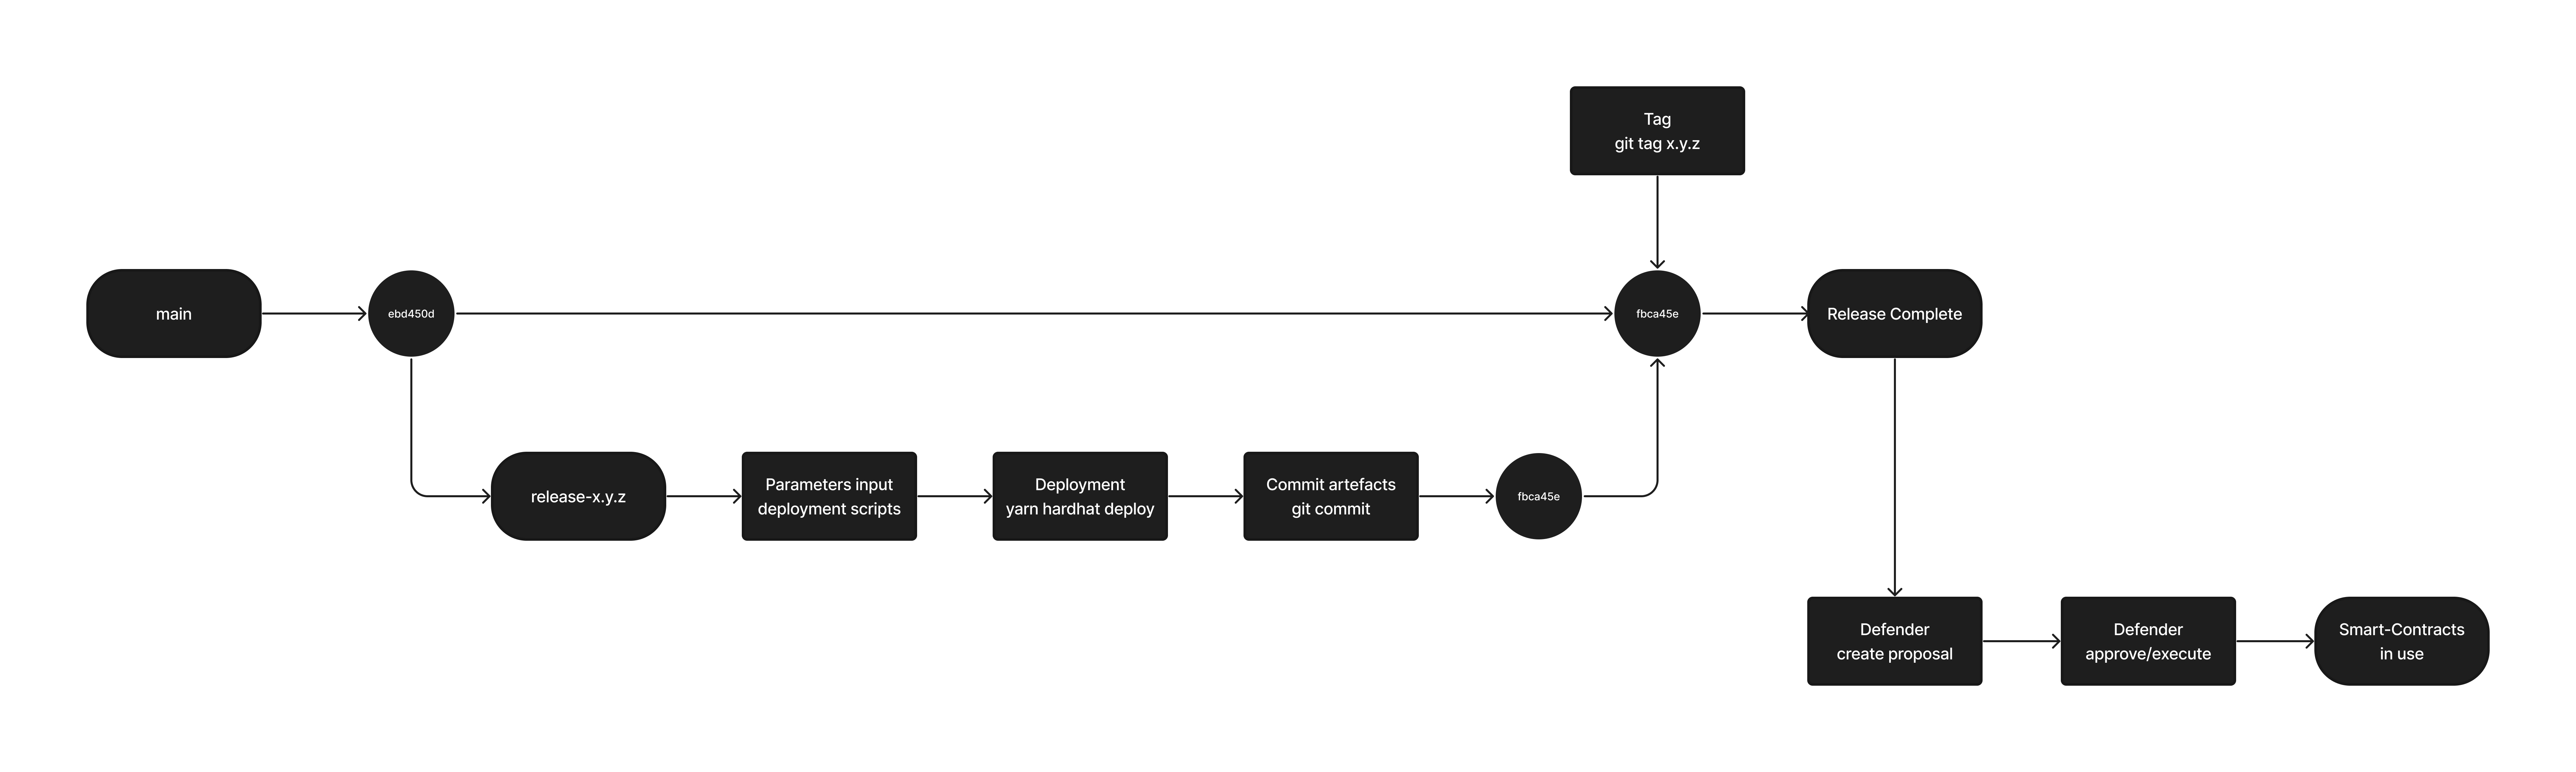 Tag
git tag x.y.z
main
ebd450d
fbca45e
Release Complete
release-x.y.z
Parameters input
deployment scripts
Deployment
yarn hardhat deploy
Commit artefacts
git commit
fbca45e
Defender
create proposal
Defender
approve/execute
Smart-Contracts
in use